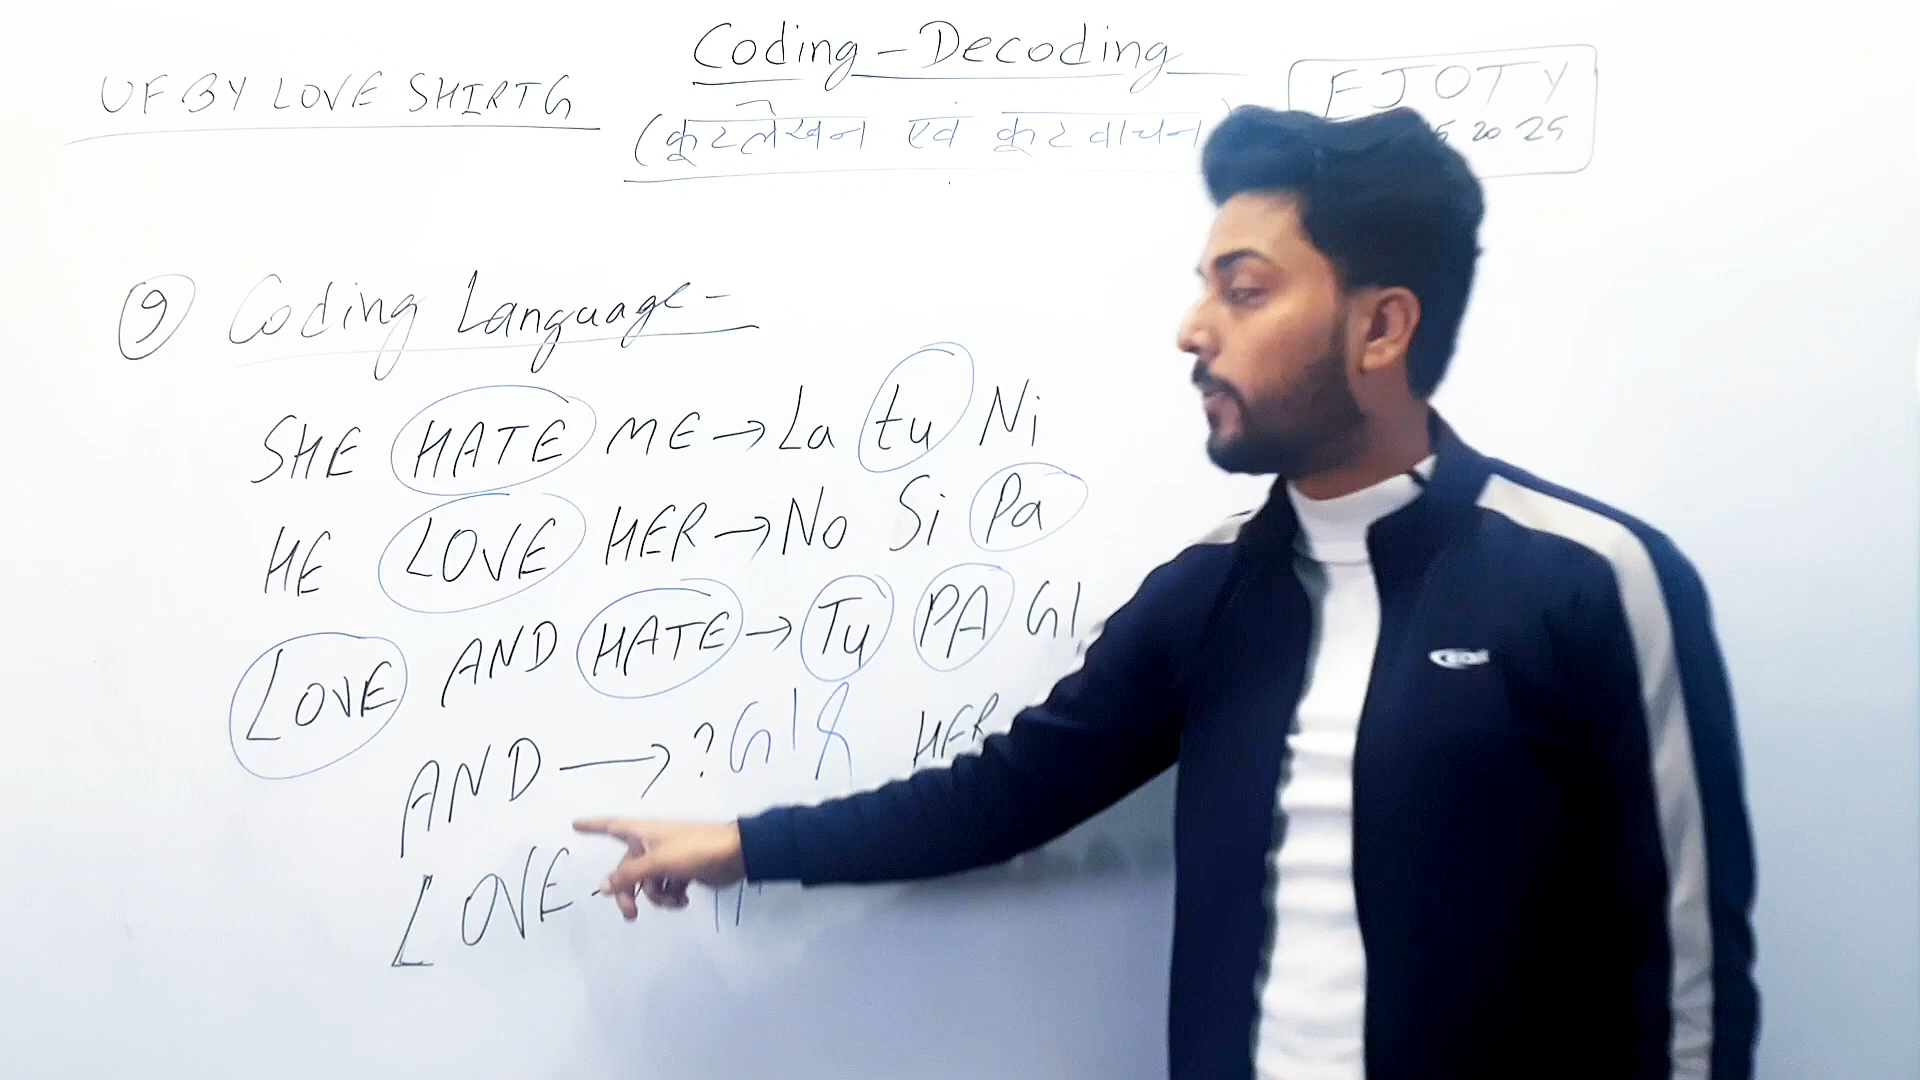 Coding - Decoding
UF BY LOVE SHIRTG
(कूटलेखन एवं कूटवाचन)
EJOTY
20 25
9 Coding Language -
SHE HATE ME → La tu Ni
HE LOVE HER → No Si Pa
LOVE AND HATE → Tu PA GI
AND → ? GI HER
LOVE